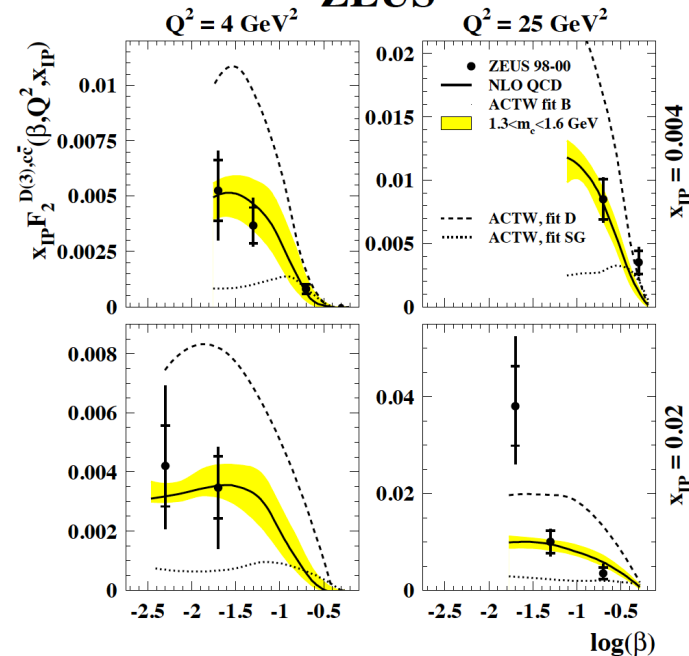 ZEUS
Q² = 4 GeV²
Q² = 25 GeV²
x_IP F_2^D(3),cc̄(β,Q²,x_IP)
0.01
0.0075
0.005
0.0025
0
0.02
0.015
0.01
0.005
0
ZEUS 98-00
NLO QCD
ACTW fit B
1.3<m_c<1.6 GeV
ACTW, fit D
ACTW, fit SG
x_IP = 0.004
0.008
0.006
0.004
0.002
0
0.04
0.02
0
x_IP = 0.02
-2.5 -2 -1.5 -1 -0.5
-2.5 -2 -1.5 -1 -0.5
log(β)